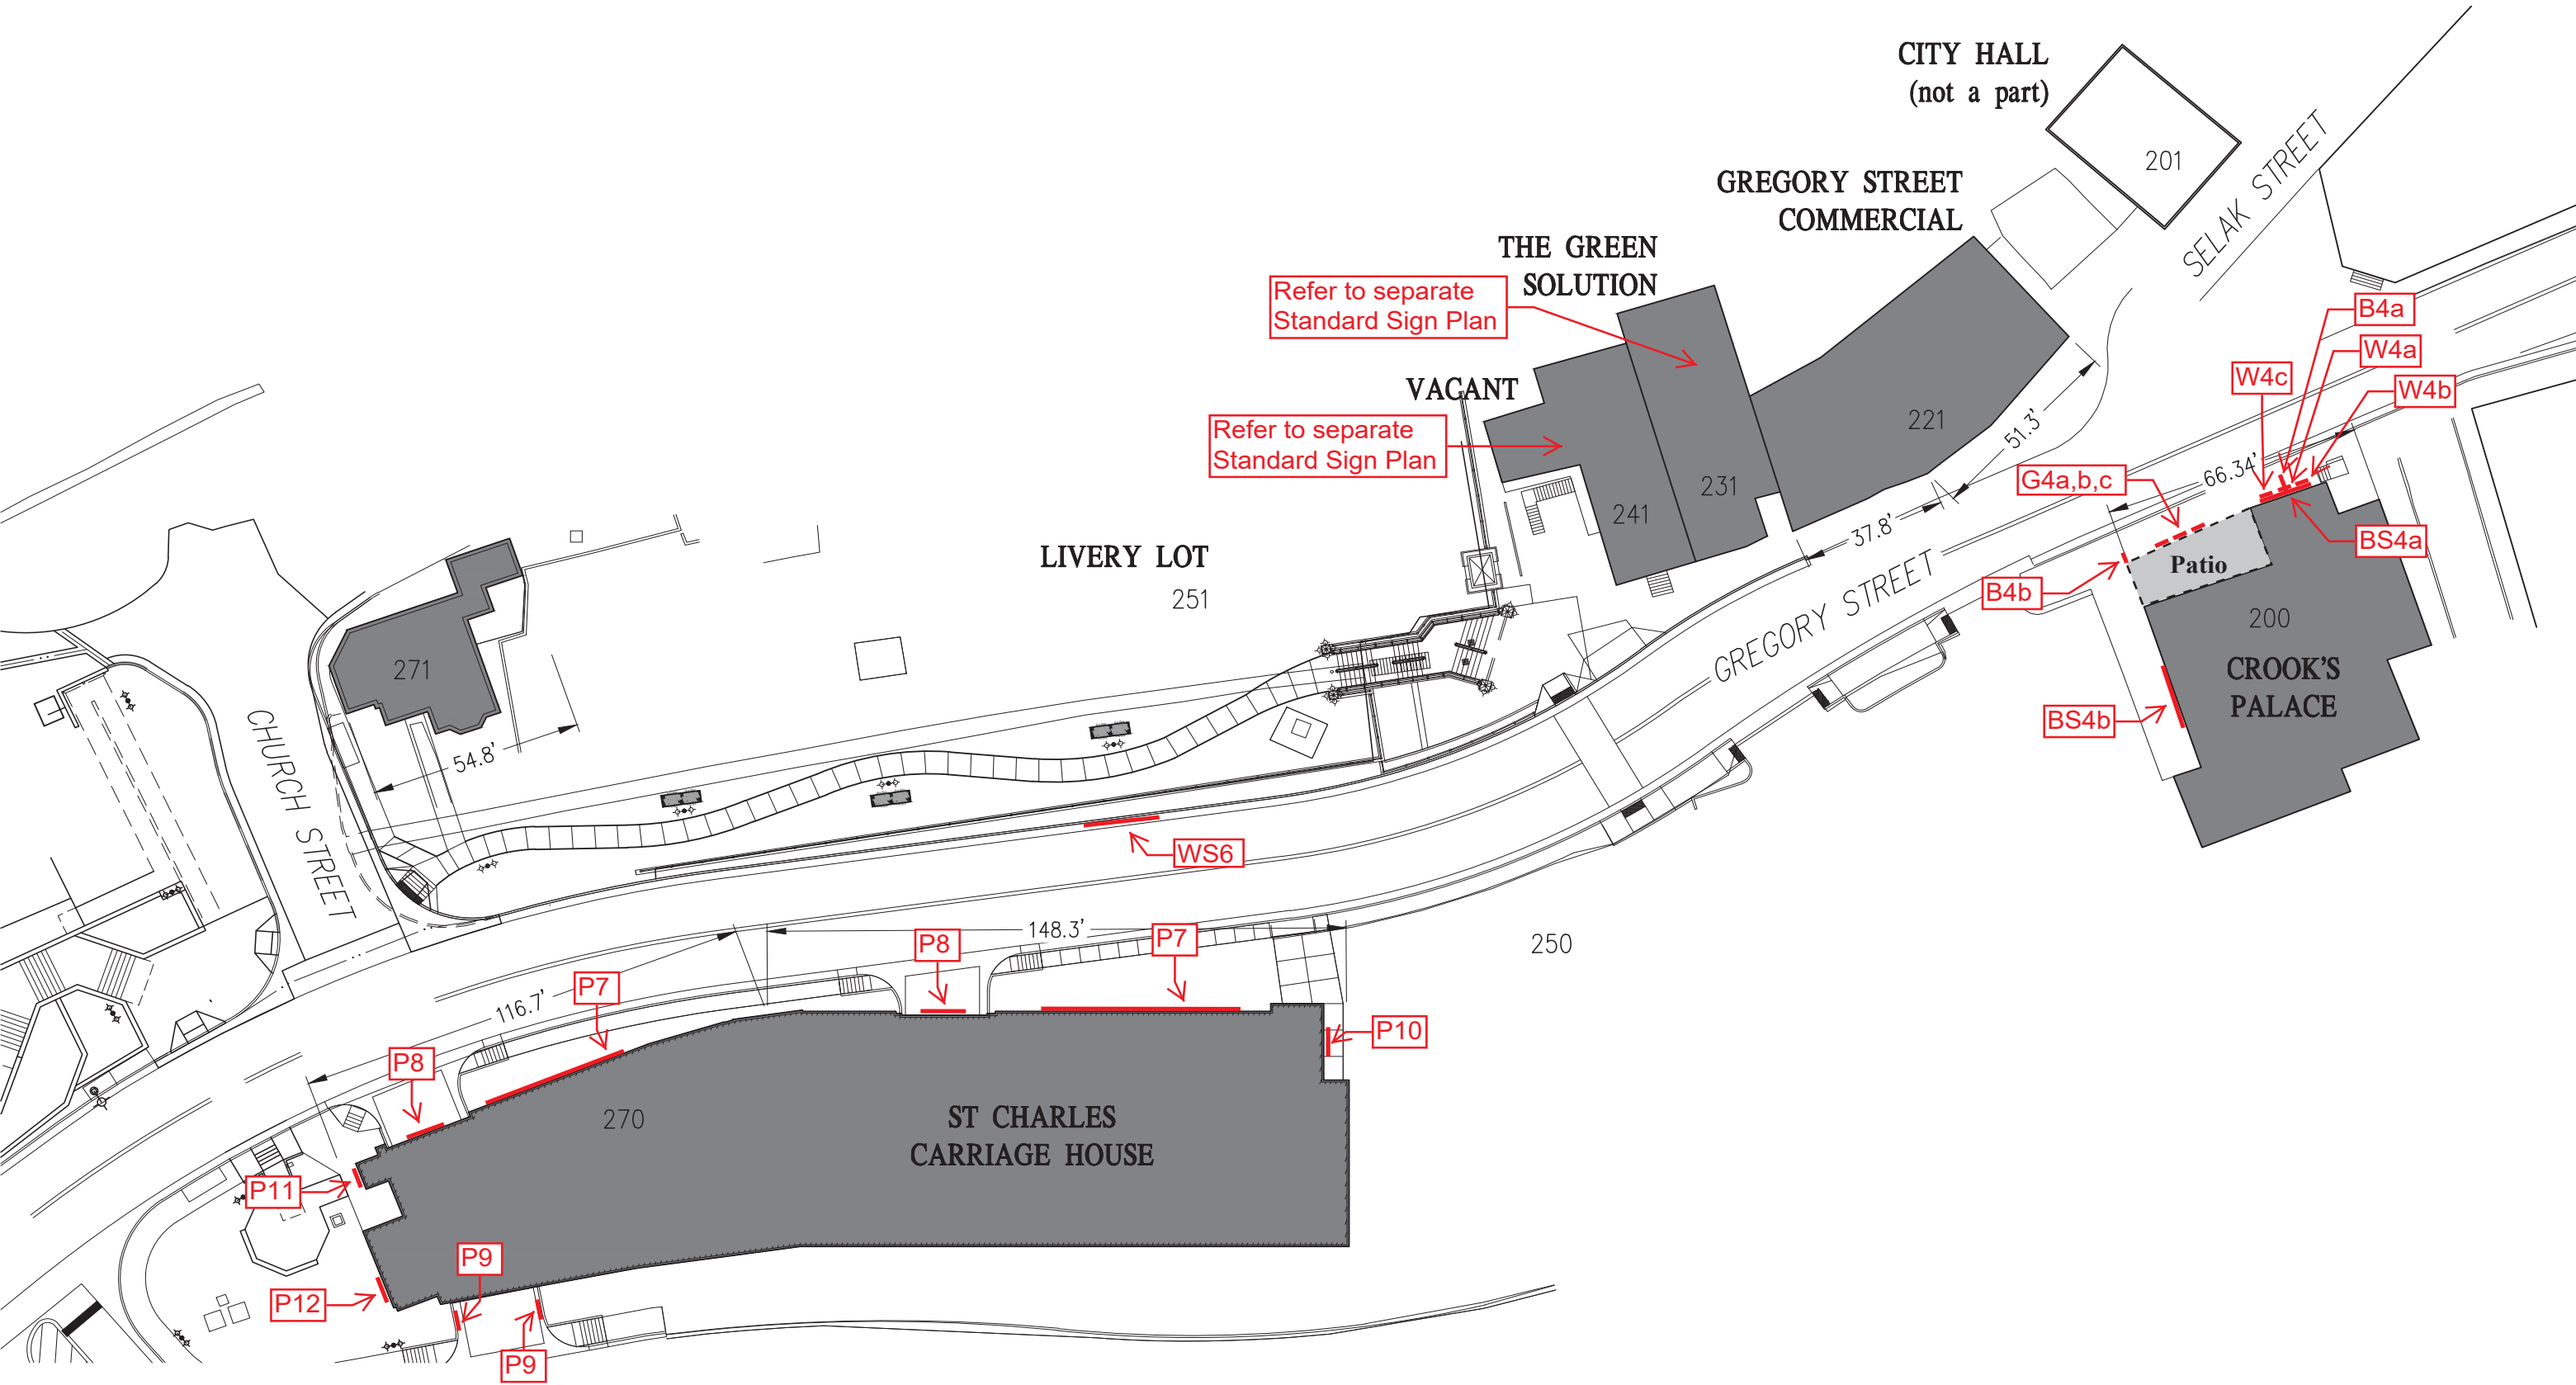 CITY HALL
(not a part)
201
SELAK STREET
GREGORY STREET
COMMERCIAL
THE GREEN
SOLUTION
Refer to separate
Standard Sign Plan
VACANT
Refer to separate
Standard Sign Plan
221
231
241
51.3'
37.8'
B4a
W4a
W4c
W4b
66.34'
G4a,b,c
BS4a
Patio
B4b
200
CROOK'S
PALACE
BS4b
GREGORY STREET
LIVERY LOT
251
271
54.8'
CHURCH STREET
WS6
250
148.3'
P8
P7
P7
116.7'
P8
P10
270
ST CHARLES
CARRIAGE HOUSE
P11
P9
P12
P9